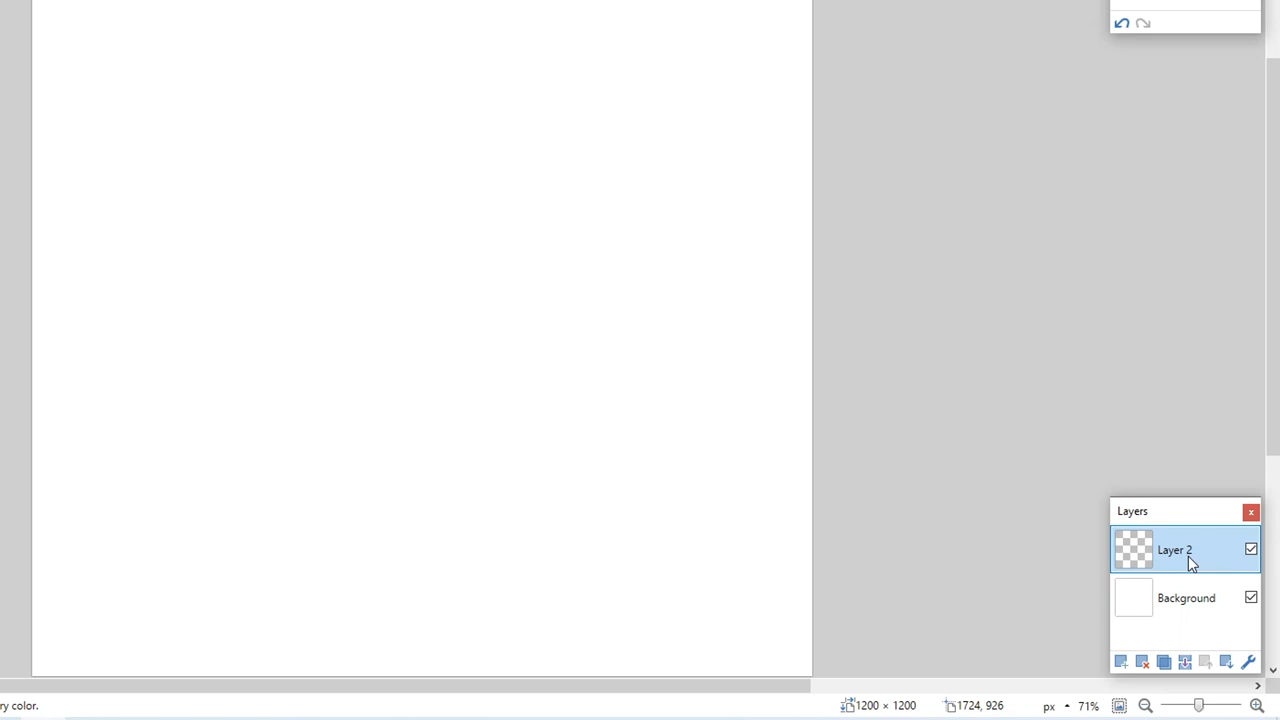 Layers
Layer 2
Background
ry color.
1200 × 1200
1724, 926
px
71%